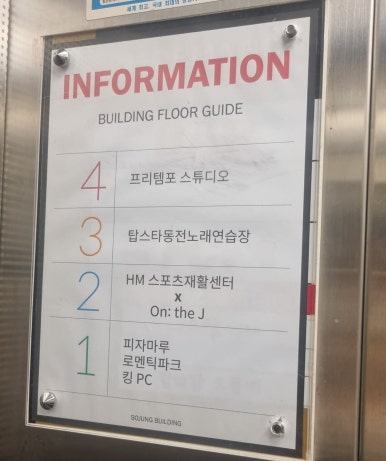 INFORMATION
BUILDING FLOOR GUIDE
4 프리템포 스튜디오
3 탑스타동전노래연습장
2 HM 스포츠재활센터
x
On: the J
1 피자마루
로멘틱파크
킹 PC
SOJUNG BUILDING